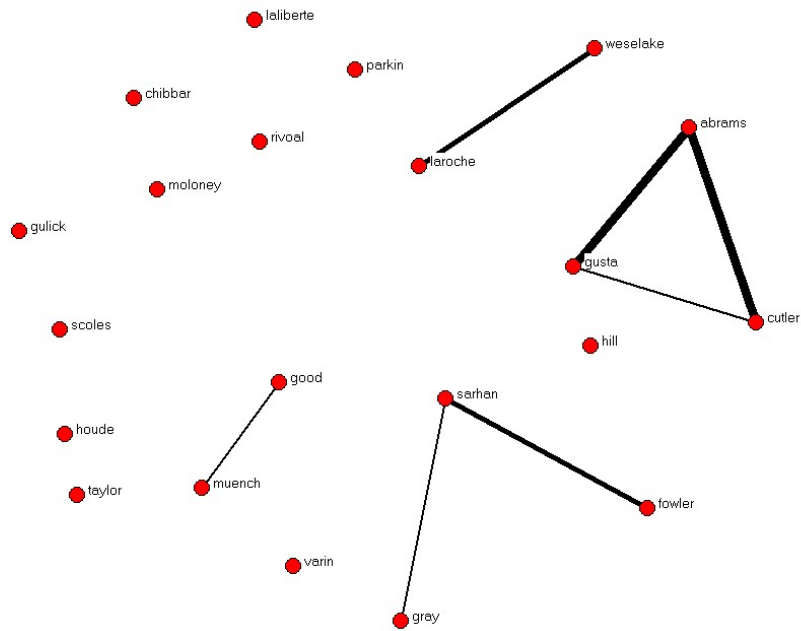 laliberte
weselake
parkin
chibbar
abrams
rivoal
laroche
moloney
gulick
gusta
cutler
scoles
hill
good
sarhan
houde
muench
taylor
fowler
varin
gray